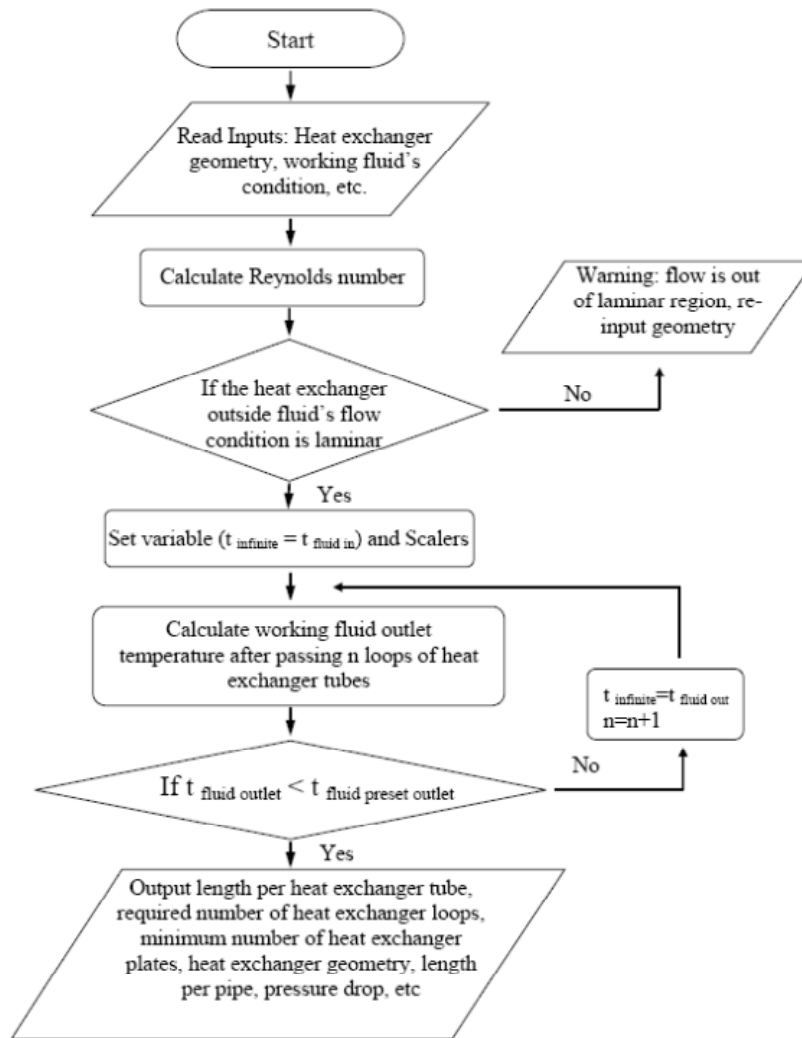 Start
Read Inputs: Heat exchanger
geometry, working fluid's
condition, etc.
Calculate Reynolds number
Warning: flow is out
of laminar region, re-
input geometry
If the heat exchanger
outside fluid's flow
condition is laminar
No
Yes
Set variable (t infinite = t fluid in) and Scalers
Calculate working fluid outlet
temperature after passing n loops of heat
exchanger tubes
t infinite=t fluid out
n=n+1
If t fluid outlet < t fluid preset outlet
No
Yes
Output length per heat exchanger tube,
required number of heat exchanger loops,
minimum number of heat exchanger
plates, heat exchanger geometry, length
per pipe, pressure drop, etc